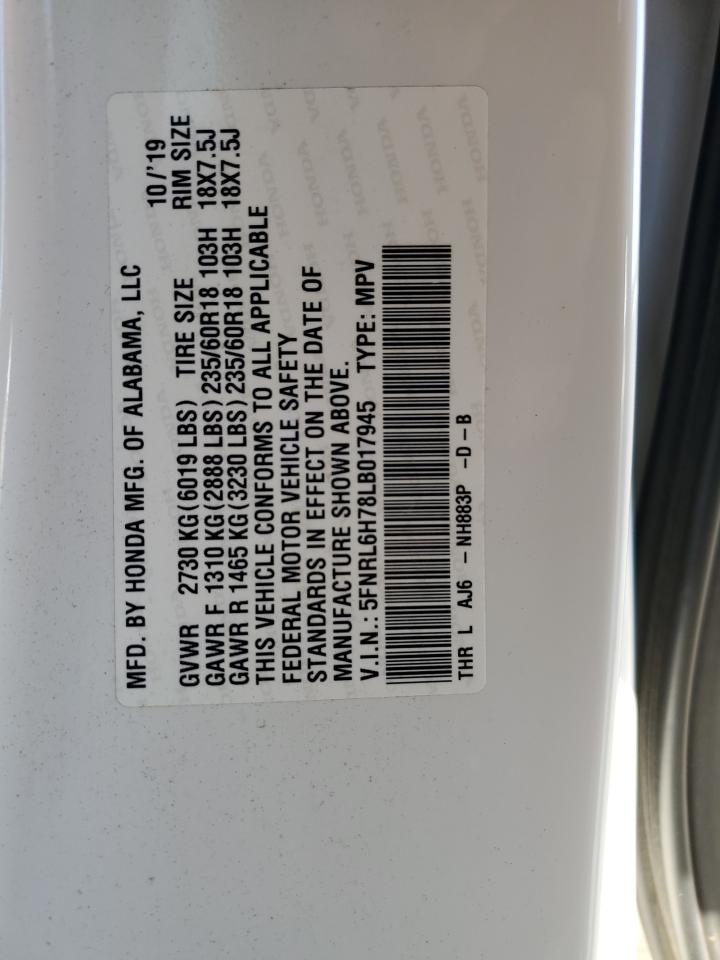 MFD. BY HONDA MFG. OF ALABAMA, LLC 10/'19
GVWR 2730 KG(6019 LBS) TIRE SIZE RIM SIZE
GAWR F 1310 KG(2888 LBS) 235/60R18 103H 18X7.5J
GAWR R 1465 KG(3230 LBS) 235/60R18 103H 18X7.5J
THIS VEHICLE CONFORMS TO ALL APPLICABLE
FEDERAL MOTOR VEHICLE SAFETY
STANDARDS IN EFFECT ON THE DATE OF
MANUFACTURE SHOWN ABOVE.
V.I.N.: 5FNRL6H78LB017945 TYPE: MPV
THR L AJ6 - NH883P -D-B